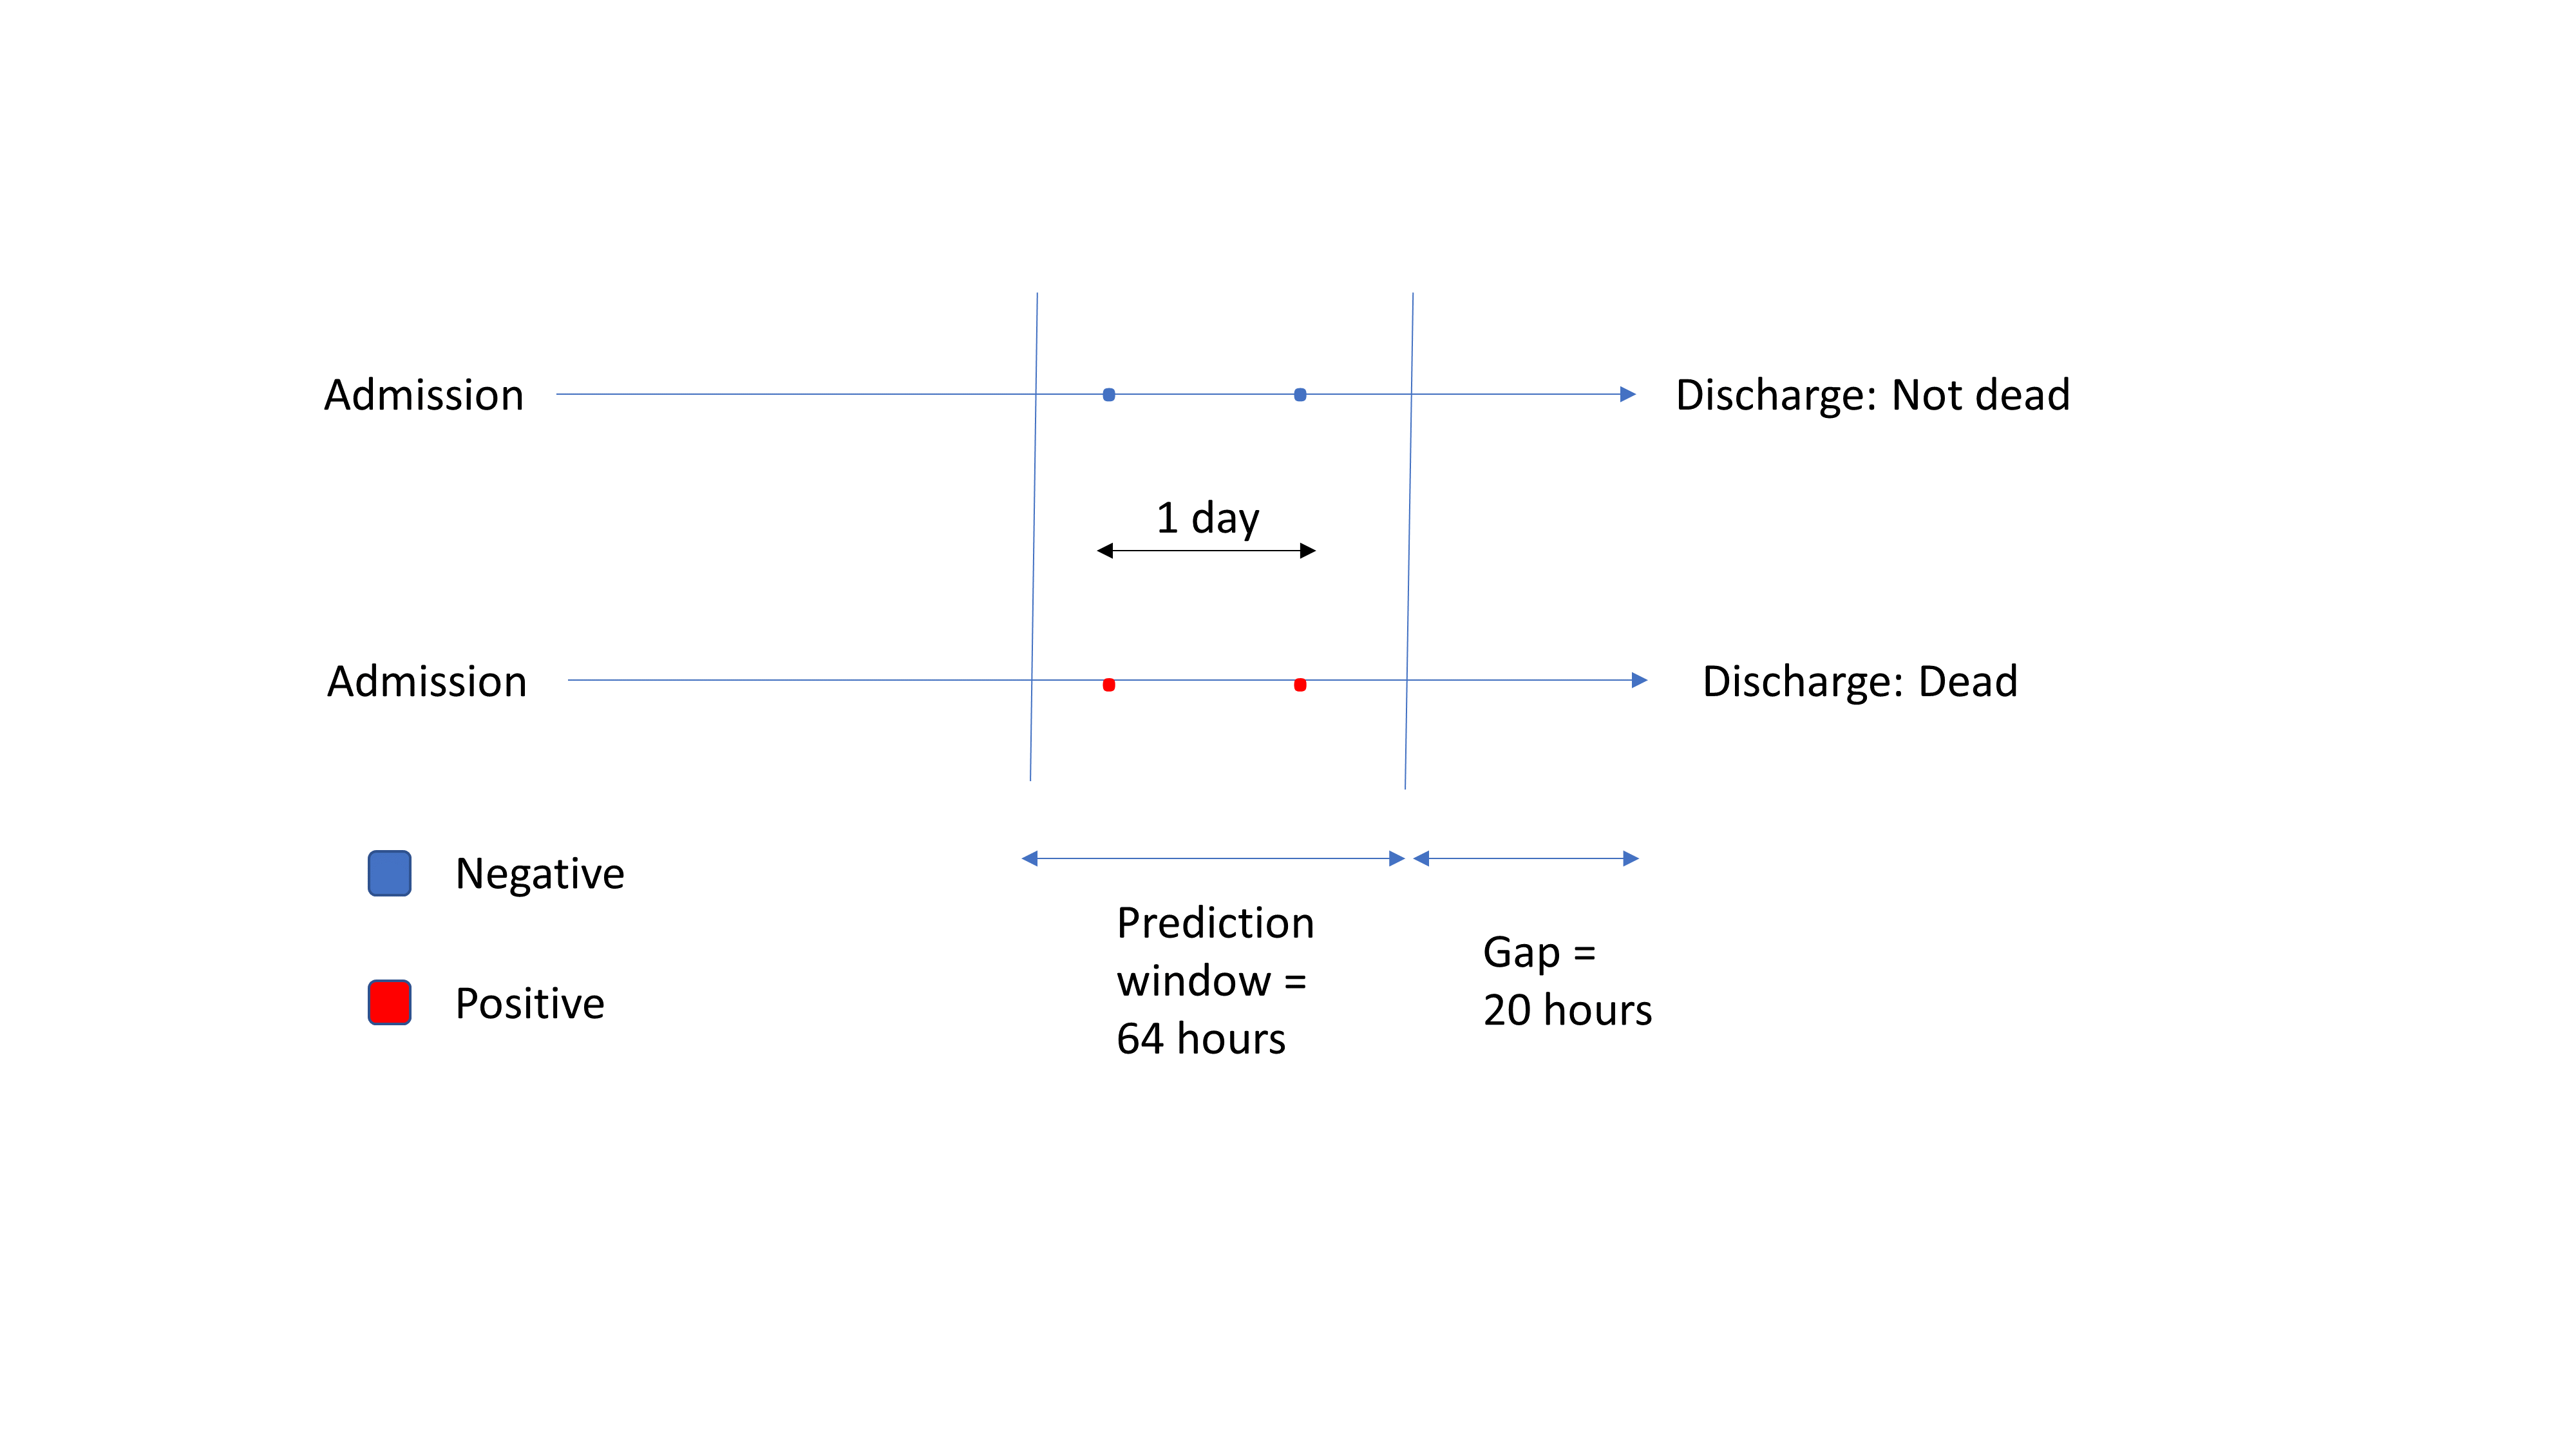 Admission
Discharge: Not dead
1 day
Admission
Discharge: Dead
Negative
Positive
Prediction
window =
64 hours
Gap =
20 hours